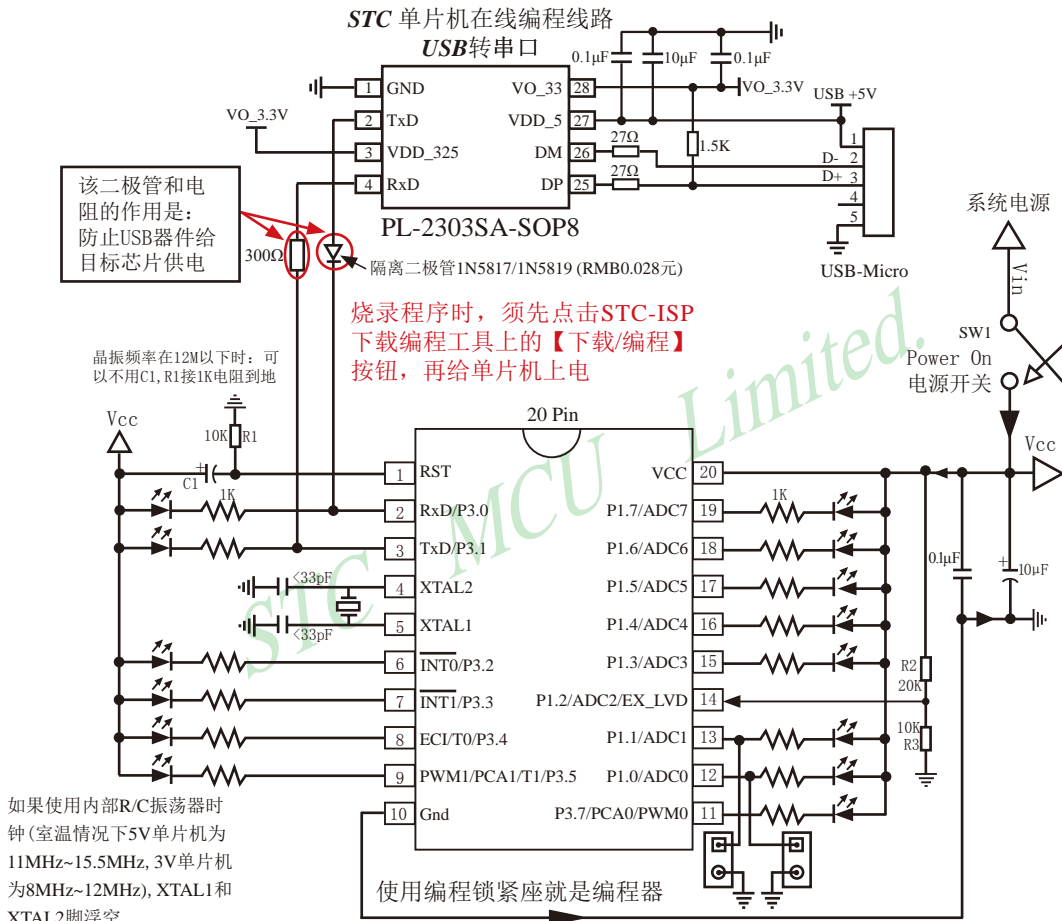 STC 单片机在线编程线路
USB转串口
0.1μF
10μF
0.1μF
1 GND
VO_33 28
VO_3.3V
USB +5V
VO_3.3V
2 TxD
VDD_5 27
27Ω
1.5K
1
3 VDD_325
DM 26
D- 2
27Ω
4 RxD
DP 25
D+ 3
4
5
PL-2303SA-SOP8
USB-Micro
该二极管和电
阻的作用是：
防止USB器件给
目标芯片供电
300Ω
隔离二极管1N5817/1N5819 (RMB0.028元)
系统电源
Vin
SW1
Power On
电源开关
烧录程序时，须先点击STC-ISP
下载编程工具上的【下载/编程】
按钮，再给单片机上电
晶振频率在12M以下时：可
以不用C1,R1接1K电阻到地
STC MCU Limited.
Vcc
10K R1
C1
+
20 Pin
1 RST
VCC 20
Vcc
1K
2 RxD/P3.0
P1.7/ADC7 19
1K
3 TxD/P3.1
P1.6/ADC6 18
0.1μF
+
10μF
<33pF
4 XTAL2
P1.5/ADC5 17
<33pF
5 XTAL1
P1.4/ADC4 16
6 INT0/P3.2
P1.3/ADC3 15
R2
20K
7 INT1/P3.3
P1.2/ADC2/EX_LVD 14
10K
R3
8 ECI/T0/P3.4
P1.1/ADC1 13
9 PWM1/PCA1/T1/P3.5
P1.0/ADC0 12
10 Gnd
P3.7/PCA0/PWM0 11
如果使用内部R/C振荡器时
钟(室温情况下5V单片机为
11MHz~15.5MHz, 3V单片机
为8MHz~12MHz), XTAL1和
XTAL2脚浮空
使用编程锁紧座就是编程器